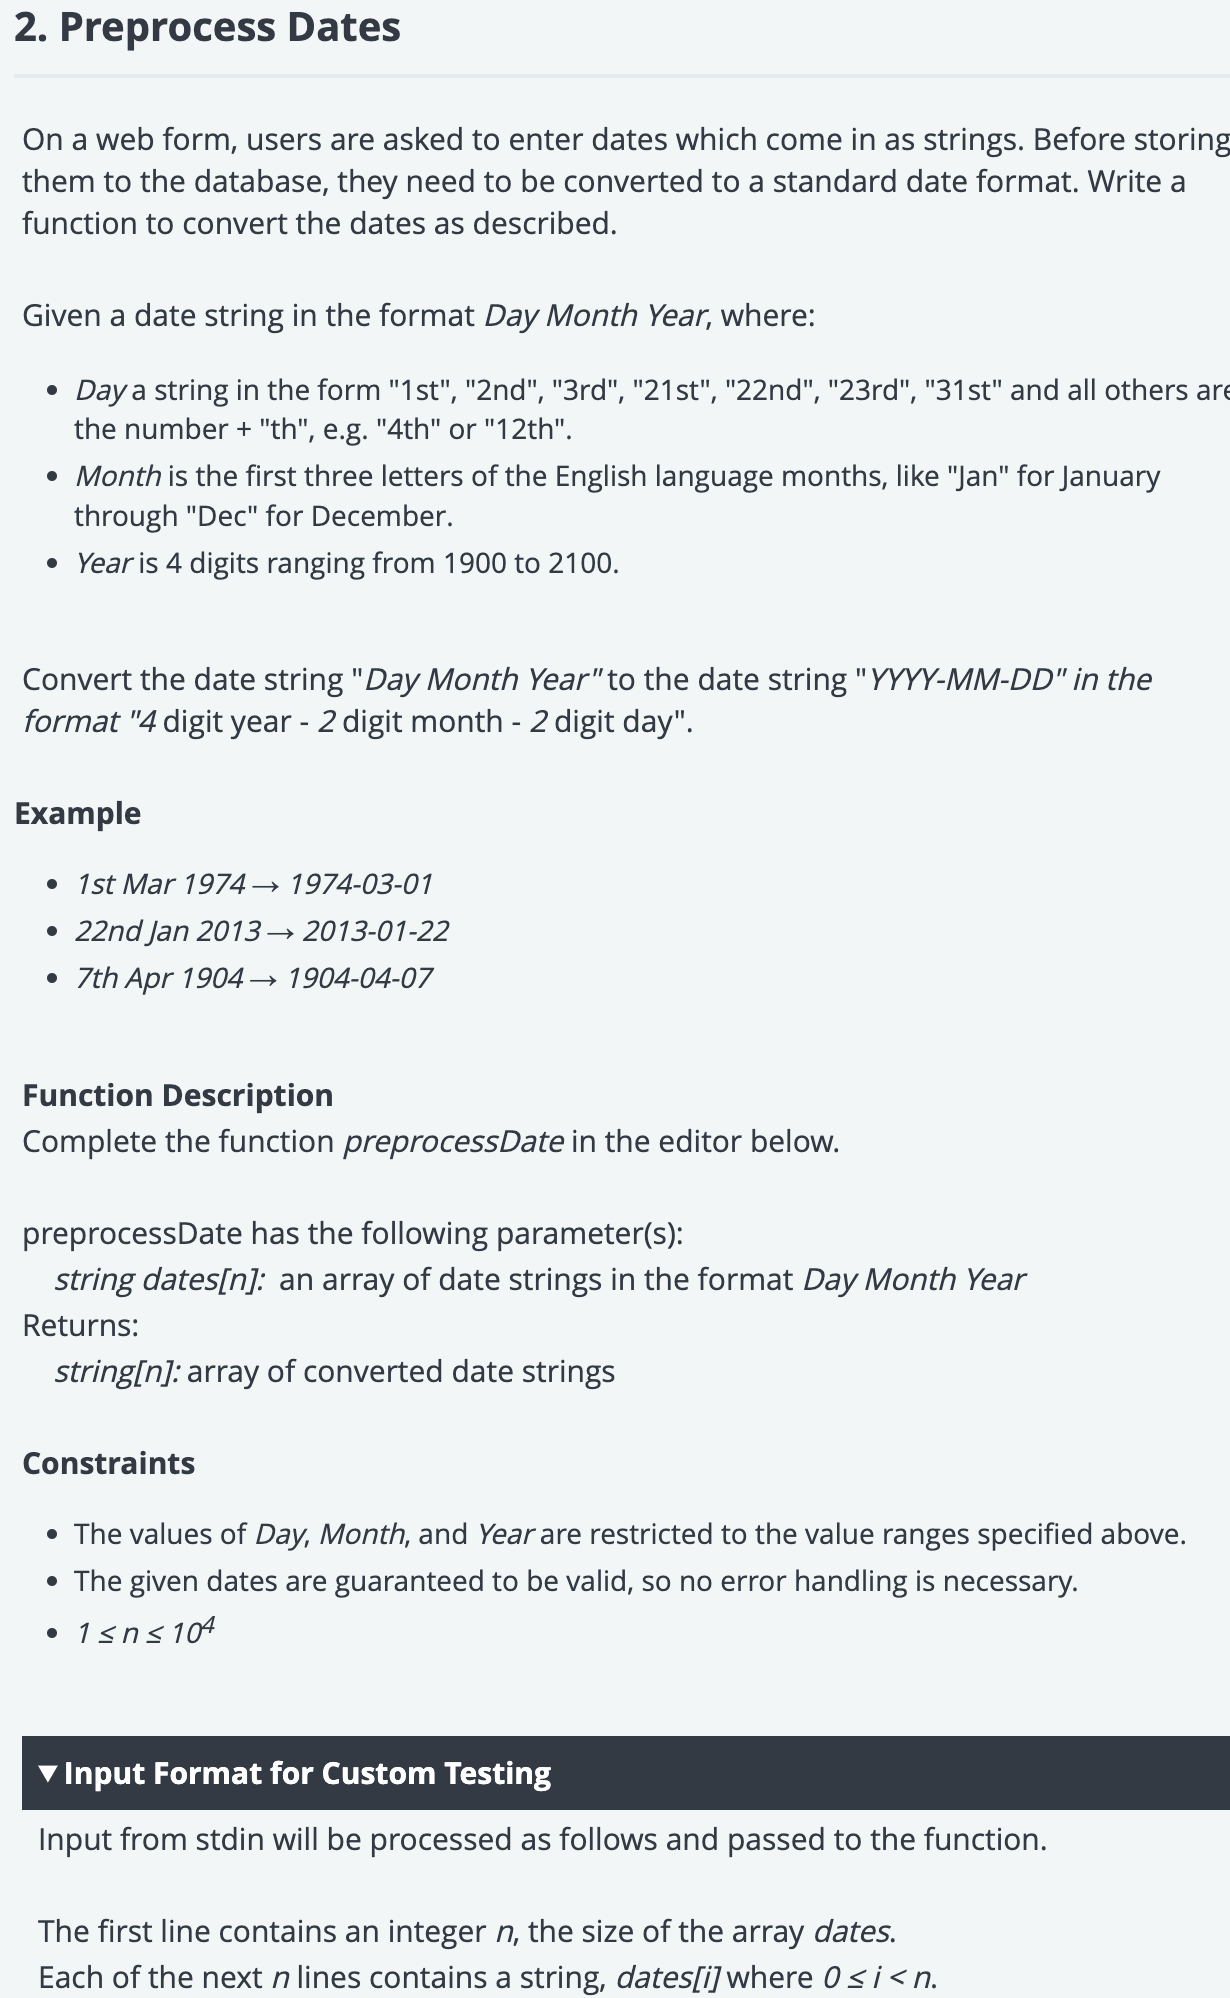 2. Preprocess Dates
On a web form, users are asked to enter dates which come in as strings. Before storing
them to the database, they need to be converted to a standard date format. Write a
function to convert the dates as described.
Given a date string in the format Day Month Year, where:
• Day a string in the form "1st", "2nd", "3rd", "21st", "22nd", "23rd", "31st" and all others are
the number + "th", e.g. "4th" or "12th".
• Month is the first three letters of the English language months, like "Jan" for January
through "Dec" for December.
• Year is 4 digits ranging from 1900 to 2100.
Convert the date string "Day Month Year" to the date string "YYYY-MM-DD" in the
format "4 digit year - 2 digit month - 2 digit day".
Example
• 1st Mar 1974 → 1974-03-01
• 22nd Jan 2013 → 2013-01-22
• 7th Apr 1904 → 1904-04-07
Function Description
Complete the function preprocessDate in the editor below.
preprocessDate has the following parameter(s):
string dates[n]: an array of date strings in the format Day Month Year
Returns:
string[n]: array of converted date strings
Constraints
• The values of Day, Month, and Year are restricted to the value ranges specified above.
• The given dates are guaranteed to be valid, so no error handling is necessary.
• 1 ≤ n ≤ 10⁴
▼ Input Format for Custom Testing
Input from stdin will be processed as follows and passed to the function.
The first line contains an integer n, the size of the array dates.
Each of the next n lines contains a string, dates[i] where 0 ≤ i < n.